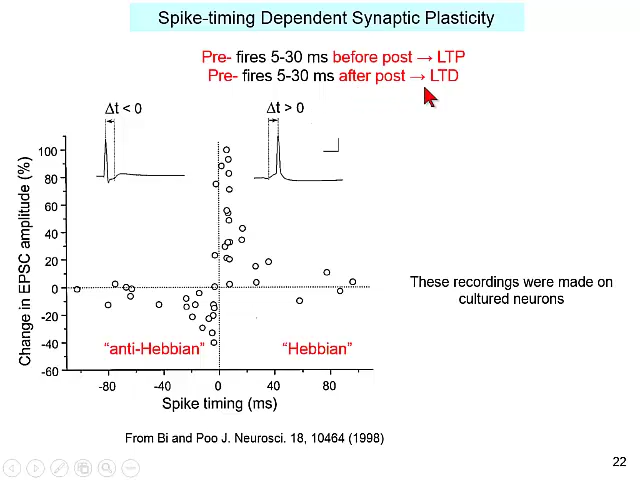 Spike-timing Dependent Synaptic Plasticity
Pre- fires 5-30 ms before post → LTP
Pre- fires 5-30 ms after post → LTD
Δt < 0
Δt > 0
Change in EPSC amplitude (%)
100
80
60
40
20
0
-20
-40
-60
"anti-Hebbian"
"Hebbian"
-80
-40
0
40
80
Spike timing (ms)
These recordings were made on
cultured neurons
From Bi and Poo J. Neurosci. 18, 10464 (1998)
22